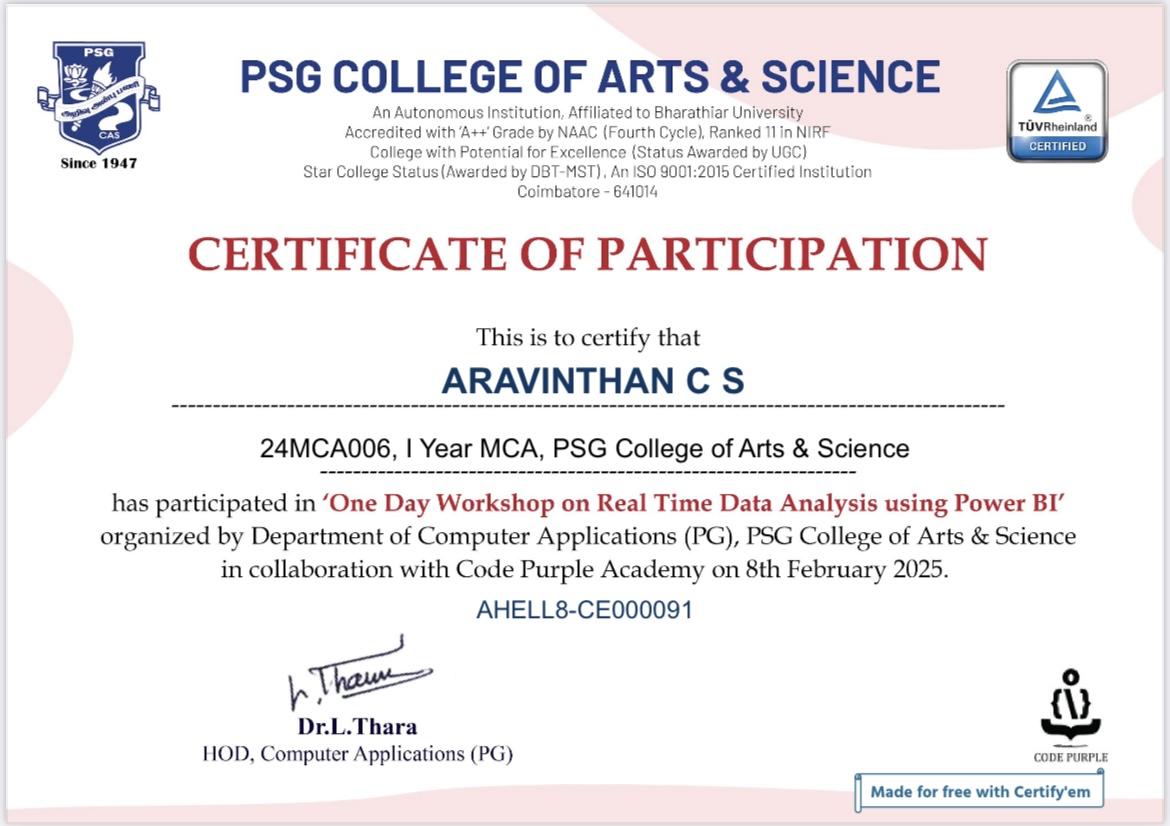 PSG
CAS
Since 1947
PSG COLLEGE OF ARTS & SCIENCE
An Autonomous Institution, Affiliated to Bharathiar University
Accredited with 'A++' Grade by NAAC (Fourth Cycle), Ranked 11 in NIRF
College with Potential for Excellence (Status Awarded by UGC)
Star College Status (Awarded by DBT-MST) , An ISO 9001:2015 Certified Institution
Coimbatore - 641014
TÜVRheinland®
CERTIFIED
CERTIFICATE OF PARTICIPATION
This is to certify that
ARAVINTHAN C S
24MCA006, I Year MCA, PSG College of Arts & Science
has participated in ‘One Day Workshop on Real Time Data Analysis using Power BI’
organized by Department of Computer Applications (PG), PSG College of Arts & Science
in collaboration with Code Purple Academy on 8th February 2025.
AHELL8-CE000091
L. Thara
Dr.L.Thara
HOD, Computer Applications (PG)
CODE PURPLE
Made for free with Certify'em